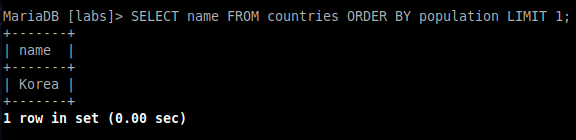 MariaDB [labs]> SELECT name FROM countries ORDER BY population LIMIT 1;
+-------+
| name  |
+-------+
| Korea |
+-------+
1 row in set (0.00 sec)